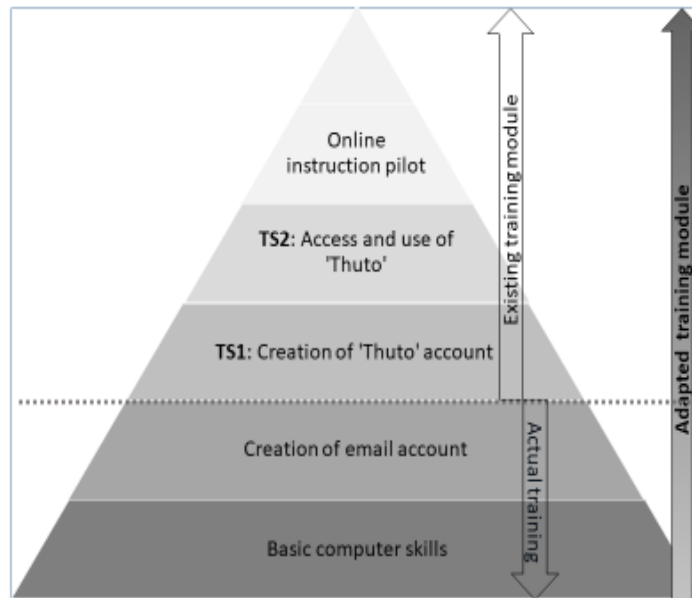 Online
instruction pilot
TS2: Access and use of
'Thuto'
TS1: Creation of 'Thuto' account
Creation of email account
Basic computer skills
Existing training module
Actual training
Adapted training module